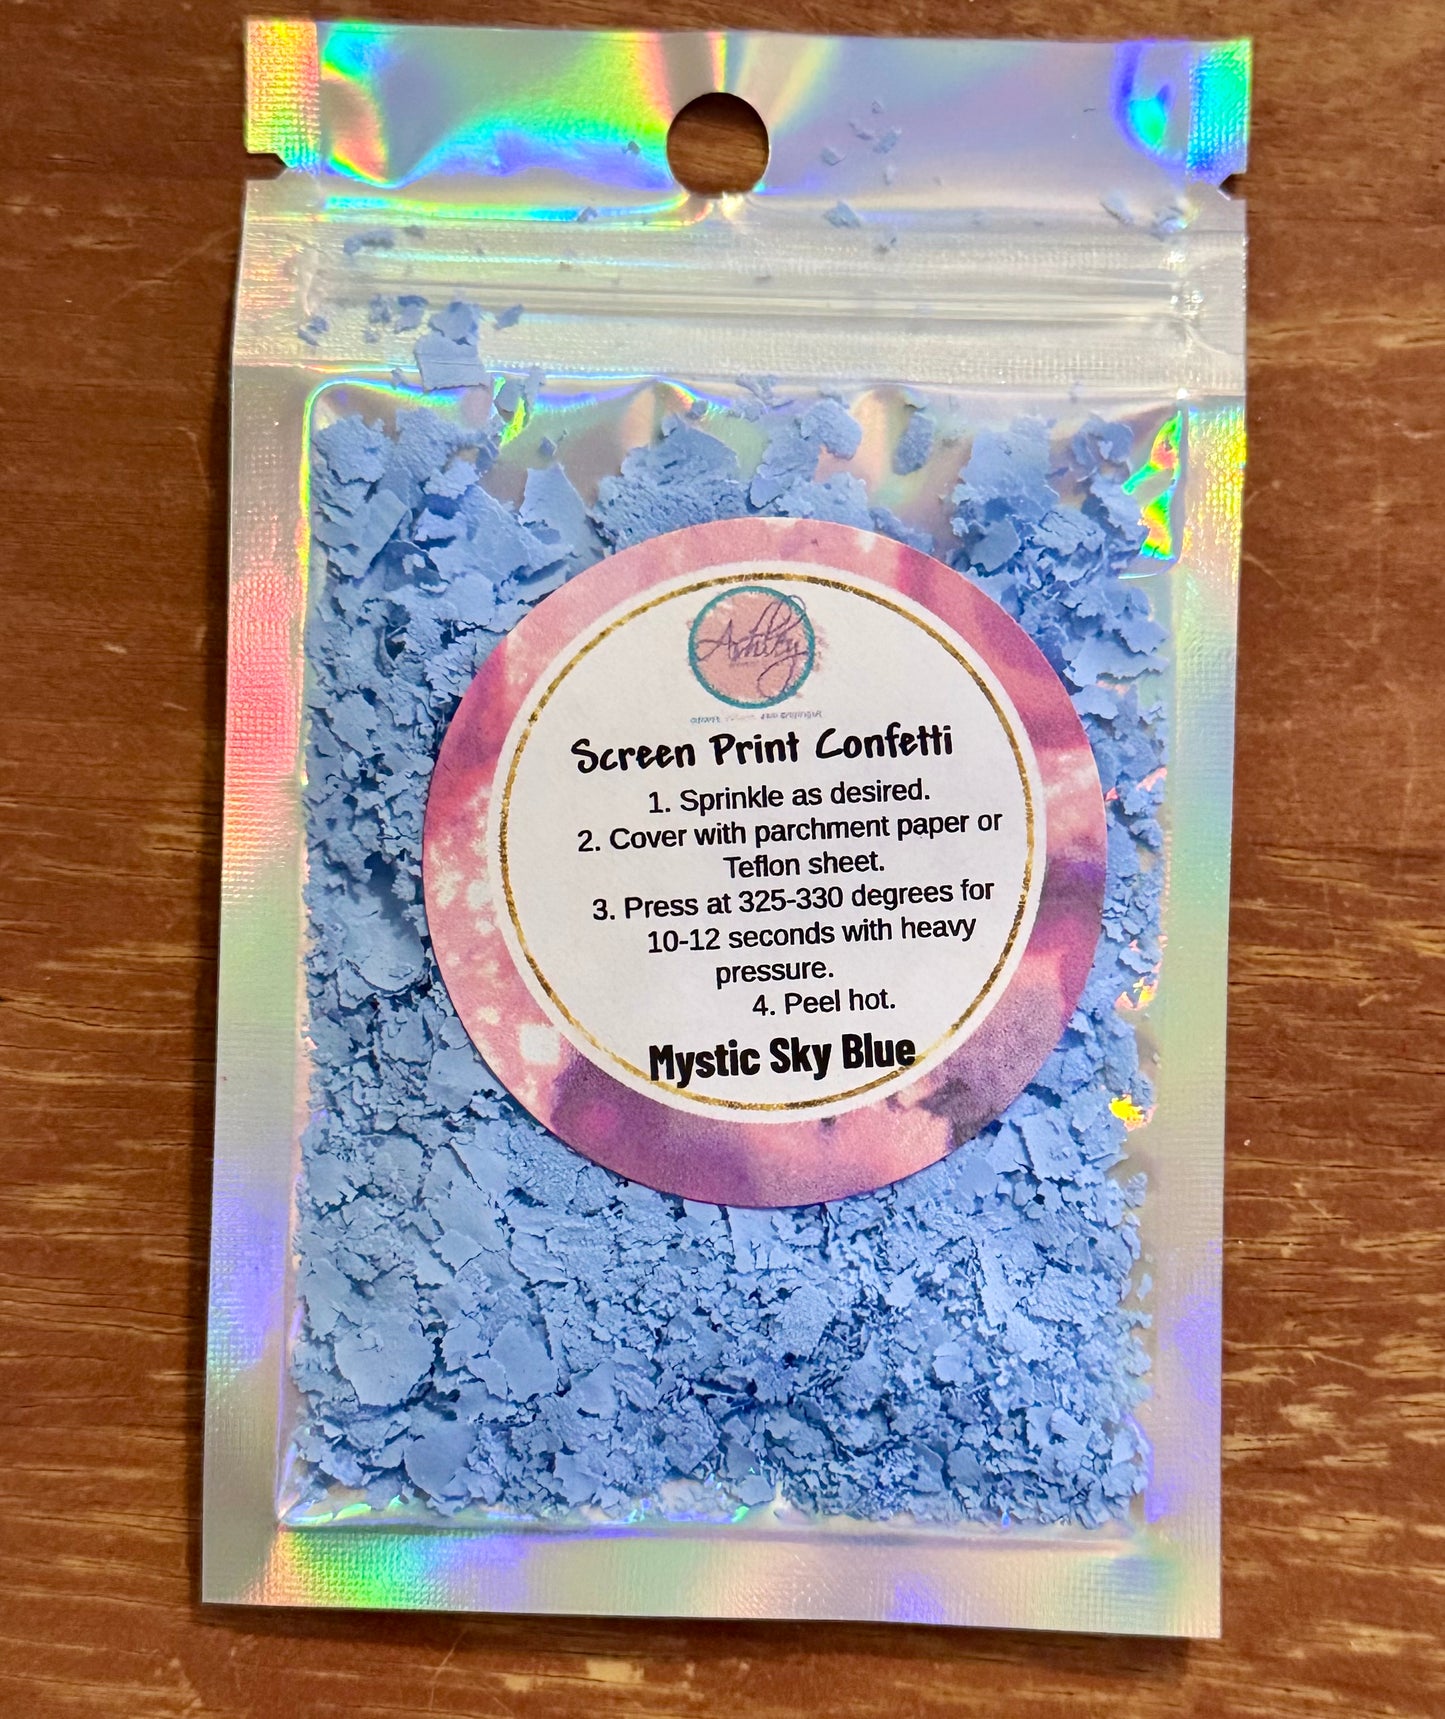 Ashley
Screen Print Confetti
1. Sprinkle as desired.
2. Cover with parchment paper or
Teflon sheet.
3. Press at 325-330 degrees for
10-12 seconds with heavy
pressure.
4. Peel hot.
Mystic Sky Blue